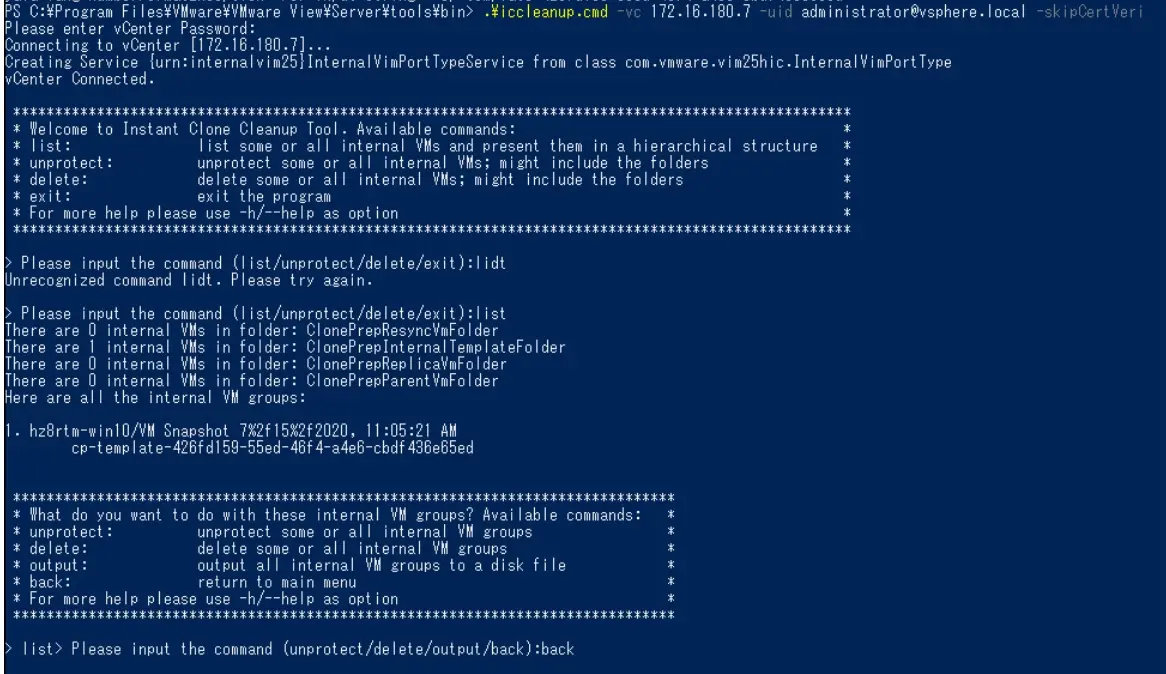 PS C:¥Program Files¥VMware¥VMware View¥Server¥tools¥bin> .¥iccleanup.cmd -vc 172.16.180.7 -uid administrator@vsphere.local -skipCertVeri
Please enter vCenter Password:
Connecting to vCenter [172.16.180.7]...
Creating Service {urn:internalvim25}InternalVimPortTypeService from class com.vmware.vim25hic.InternalVimPortType
vCenter Connected.
*****************************************************************************************************
* Welcome to Instant Clone Cleanup Tool. Available commands: *
* list: list some or all internal VMs and present them in a hierarchical structure *
* unprotect: unprotect some or all internal VMs; might include the folders *
* delete: delete some or all internal VMs; might include the folders *
* exit: exit the program *
* For more help please use -h/--help as option *
*****************************************************************************************************
> Please input the command (list/unprotect/delete/exit):lidt
Unrecognized command lidt. Please try again.
> Please input the command (list/unprotect/delete/exit):list
There are 0 internal VMs in folder: ClonePrepResyncVmFolder
There are 1 internal VMs in folder: ClonePrepInternalTemplateFolder
There are 0 internal VMs in folder: ClonePrepReplicaVmFolder
There are 0 internal VMs in folder: ClonePrepParentVmFolder
Here are all the internal VM groups:
1. hz8rtm-win10/VM Snapshot 7%2f15%2f2020, 11:05:21 AM
cp-template-426fd159-55ed-46f4-a4e6-cbdf436e65ed
********************************************************************************
* What do you want to do with these internal VM groups? Available commands: *
* unprotect: unprotect some or all internal VM groups *
* delete: delete some or all internal VM groups *
* output: output all internal VM groups to a disk file *
* back: return to main menu *
* For more help please use -h/--help as option *
********************************************************************************
> list> Please input the command (unprotect/delete/output/back):back